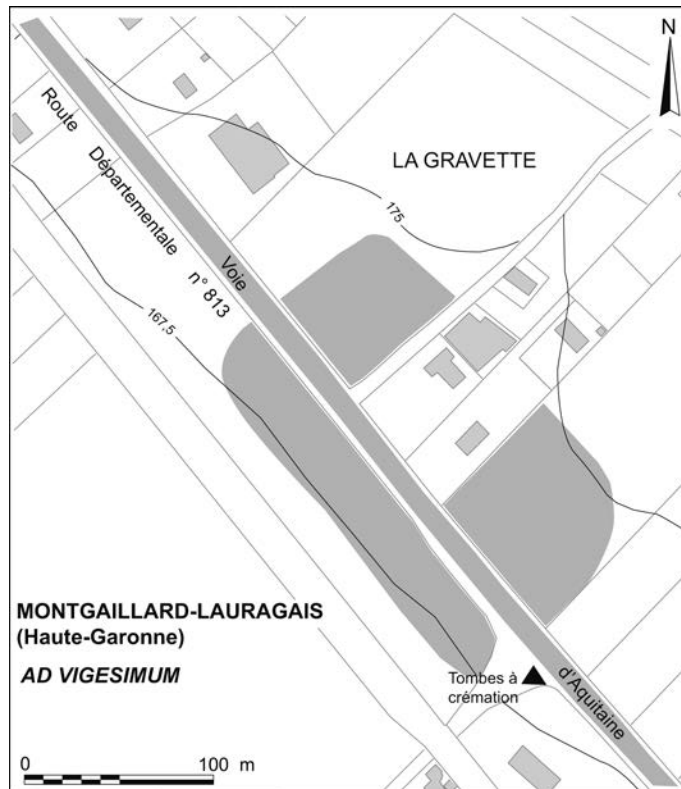 N
LA GRAVETTE
Route Départementale n° 813
Voie d'Aquitaine
175
167,5
MONTGAILLARD-LAURAGAIS
(Haute-Garonne)
AD VIGESIMUM
Tombes à
crémation
0 100 m